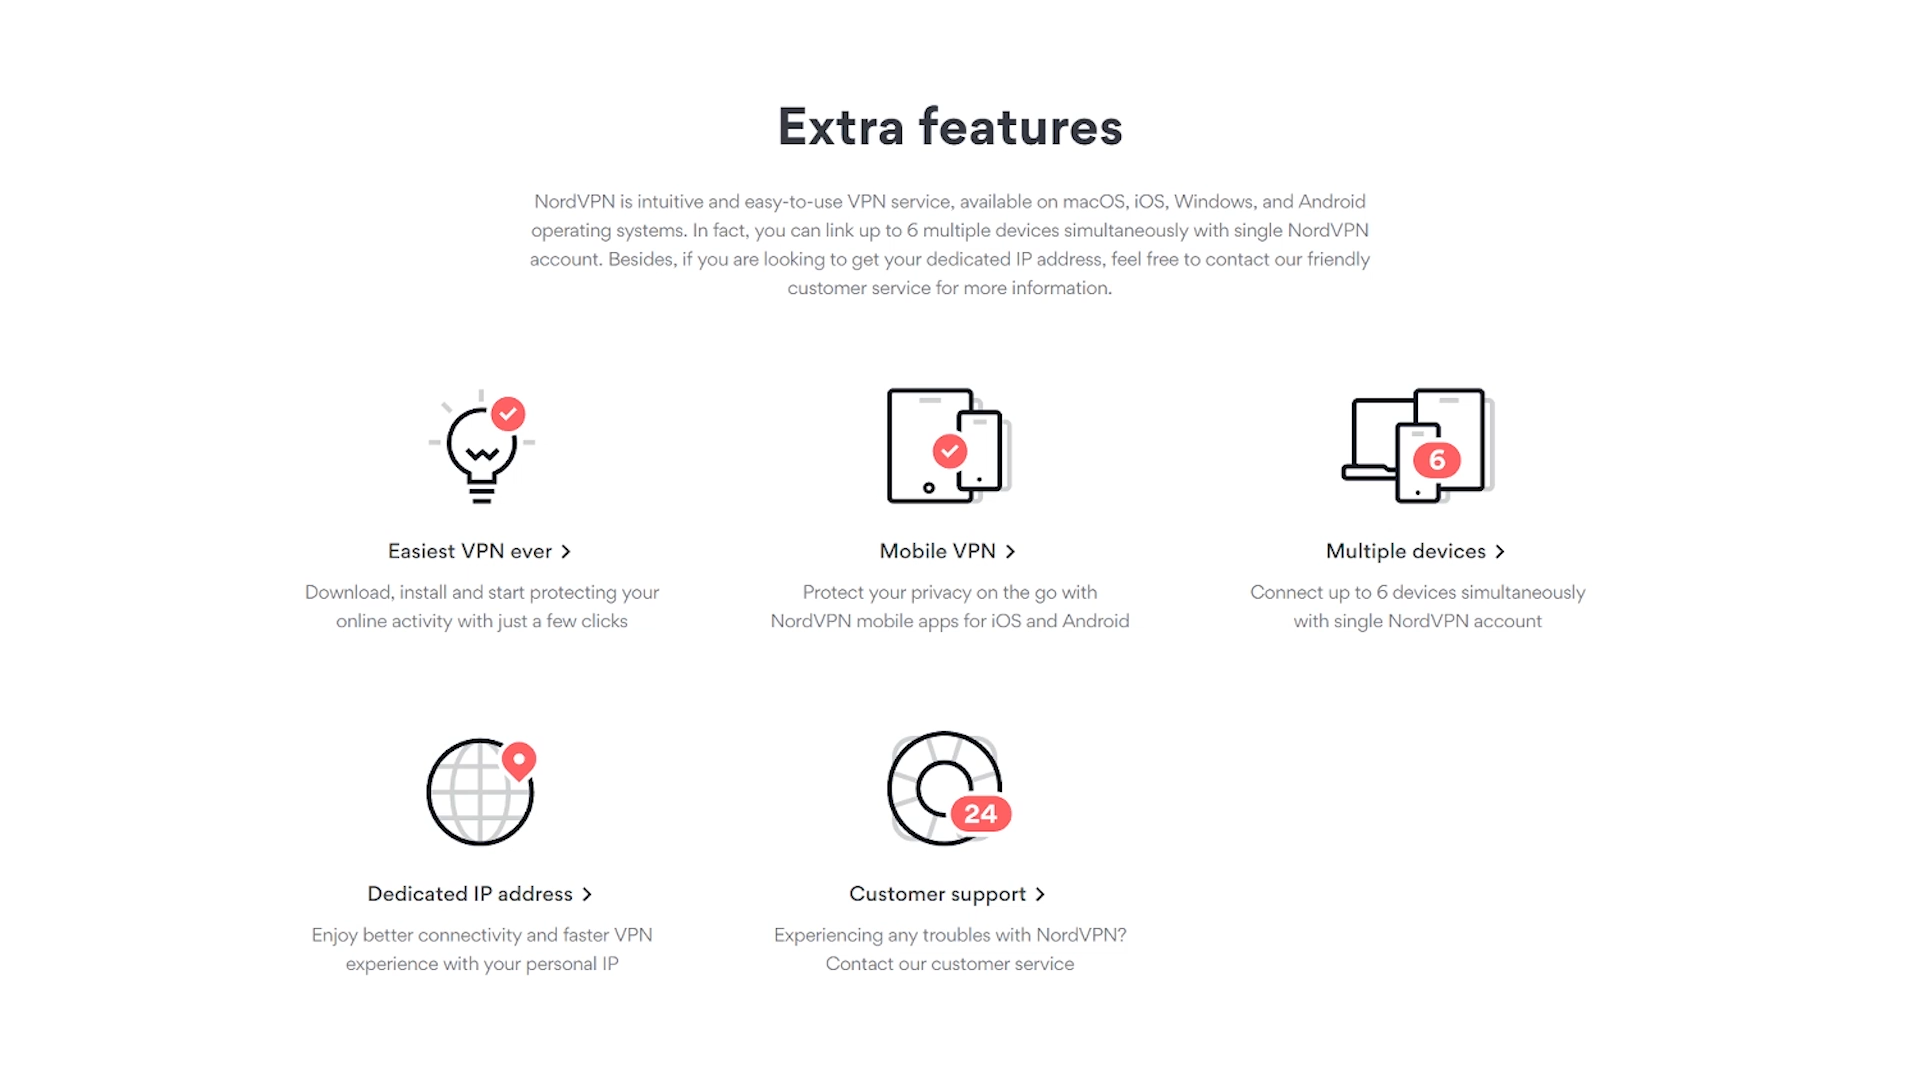 Extra features
NordVPN is intuitive and easy-to-use VPN service, available on macOS, iOS, Windows, and Android
operating systems. In fact, you can link up to 6 multiple devices simultaneously with single NordVPN
account. Besides, if you are looking to get your dedicated IP address, feel free to contact our friendly
customer service for more information.
6
Easiest VPN ever
Download, install and start protecting your
online activity with just a few clicks
Mobile VPN
Protect your privacy on the go with
NordVPN mobile apps for iOS and Android
Multiple devices
Connect up to 6 devices simultaneously
with single NordVPN account
24
Dedicated IP address
Enjoy better connectivity and faster VPN
experience with your personal IP
Customer support
Experiencing any troubles with NordVPN?
Contact our customer service